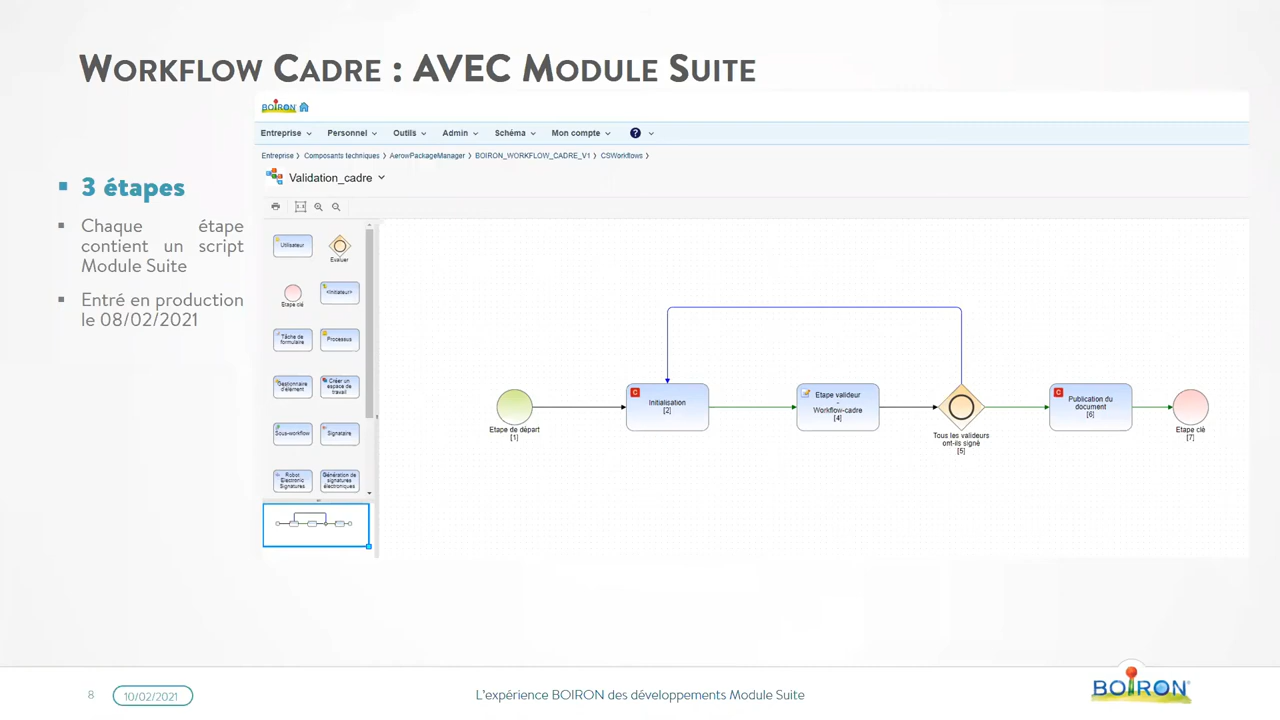 WORKFLOW CADRE : AVEC MODULE SUITE
▪ 3 étapes
▪ Chaque étape
contient un script
Module Suite
▪ Entré en production
le 08/02/2021
BOIRON
Entreprise Personnel Outils Admin Schéma Mon compte ?
Entreprise › Composants techniques › AerowPackageManager › BOIRON_WORKFLOW_CADRE_V1 › CSWorkflows ›
Validation_cadre
Utilisateur
Evaluer
Etape clé
<Initiateur>
Tâche de
formulaire
Processus
Gestionnaire
d'élément
Créer un
espace de
travail
Sous-workflow
Signataire
Robot
Electronic
Signatures
Génération de
signatures
électroniques
Etape de départ
[1]
C
Initialisation
[2]
Etape valideur
-
Workflow-cadre
[4]
Tous les valideurs
ont-ils signé
[5]
C
Publication du
document
[6]
Etape clé
[7]
8
10/02/2021
L'expérience BOIRON des développements Module Suite
BOIRON